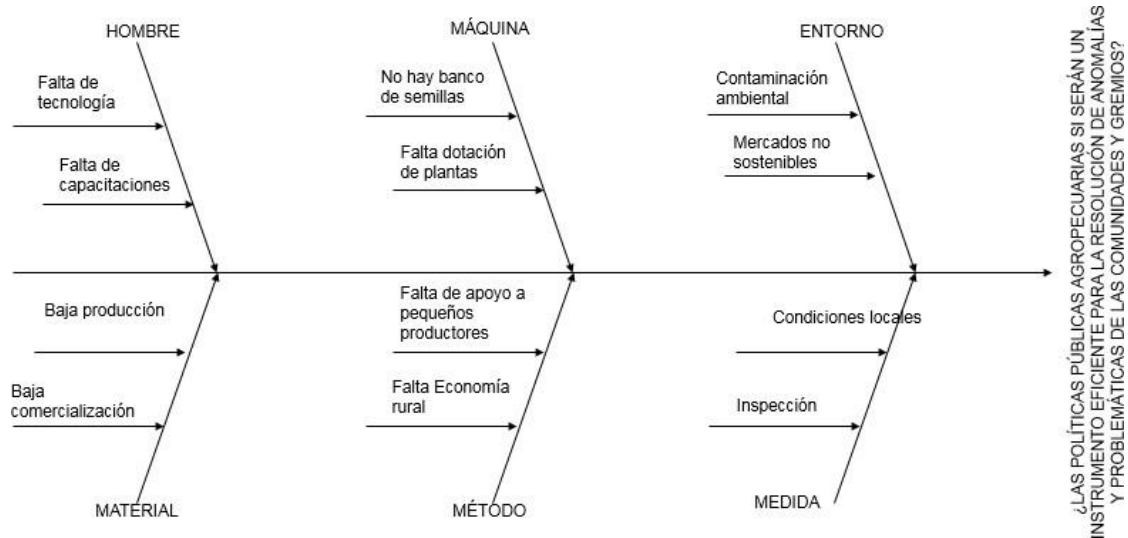 HOMBRE
MÁQUINA
ENTORNO
Falta de
tecnología
No hay banco
de semillas
Contaminación
ambiental
Falta de
capacitaciones
Falta dotación
de plantas
Mercados no
sostenibles
Baja producción
Falta de apoyo a
pequeños
productores
Condiciones locales
Baja
comercialización
Falta Economía
rural
Inspección
MATERIAL
MÉTODO
MEDIDA
¿LAS POLÍTICAS PÚBLICAS AGROPECUARIAS SI SERÁN UN
INSTRUMENTO EFICIENTE PARA LA RESOLUCIÓN DE ANOMALÍAS
Y PROBLEMÁTICAS DE LAS COMUNIDADES Y GREMIOS?